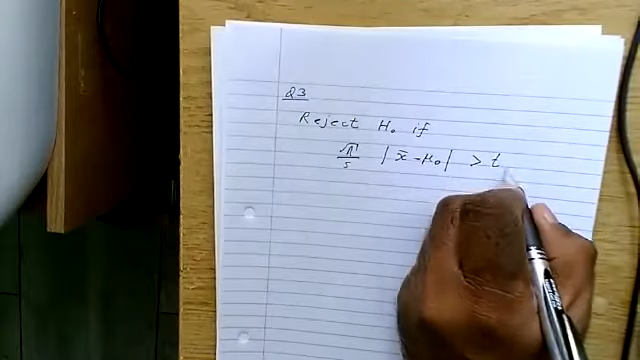 Q3
Reject H₀ if
√n/s |x̄ - μ₀| > t